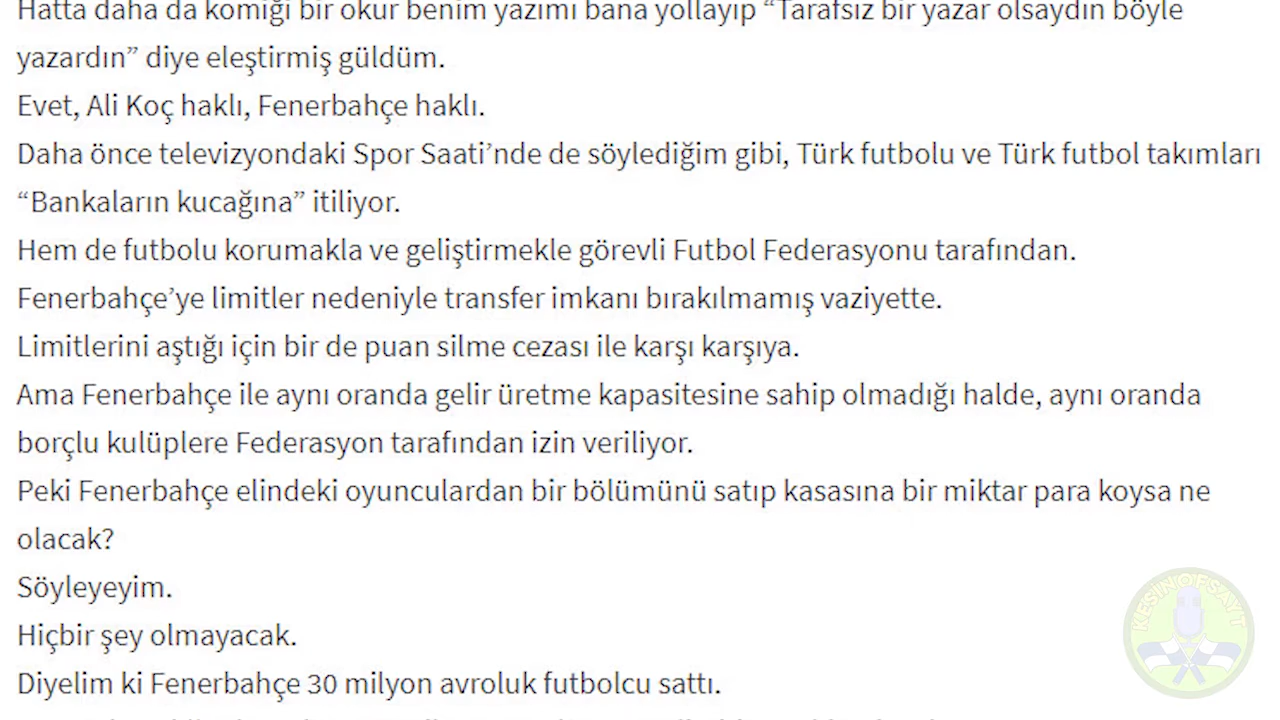 Hatta daha da komiği bir okur benim yazımı bana yollayıp “Tarafsız bir yazar olsaydın böyle
yazardın” diye eleştirmiş güldüm.
Evet, Ali Koç haklı, Fenerbahçe haklı.
Daha önce televizyondaki Spor Saati’nde de söylediğim gibi, Türk futbolu ve Türk futbol takımları
“Bankaların kucağına” itiliyor.
Hem de futbolu korumakla ve geliştirmekle görevli Futbol Federasyonu tarafından.
Fenerbahçe’ye limitler nedeniyle transfer imkanı bırakılmamış vaziyette.
Limitlerini aştığı için bir de puan silme cezası ile karşı karşıya.
Ama Fenerbahçe ile aynı oranda gelir üretme kapasitesine sahip olmadığı halde, aynı oranda
borçlu kulüplere Federasyon tarafından izin veriliyor.
Peki Fenerbahçe elindeki oyunculardan bir bölümünü satıp kasasına bir miktar para koysa ne
olacak?
Söyleyeyim.
Hiçbir şey olmayacak.
Diyelim ki Fenerbahçe 30 milyon avroluk futbolcu sattı.
KESİN OFSAYT